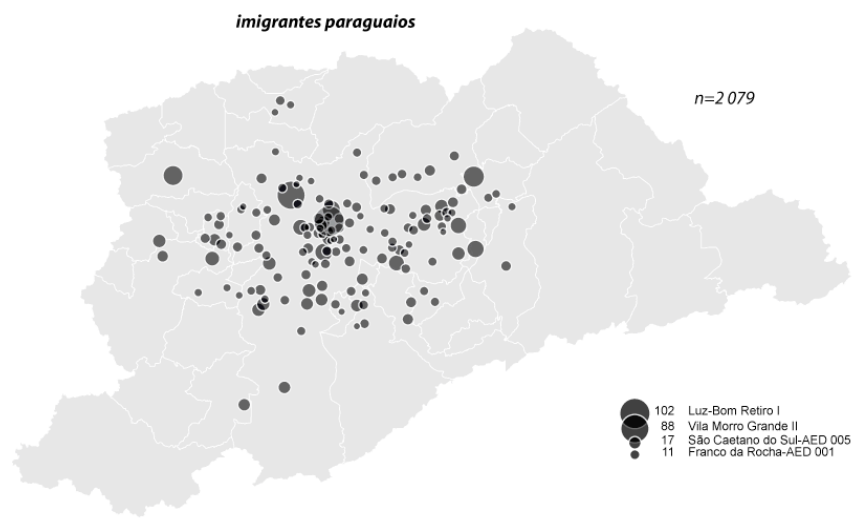 imigrantes paraguaios
n=2 079
102 Luz-Bom Retiro I
88 Vila Morro Grande II
17 São Caetano do Sul-AED 005
11 Franco da Rocha-AED 001